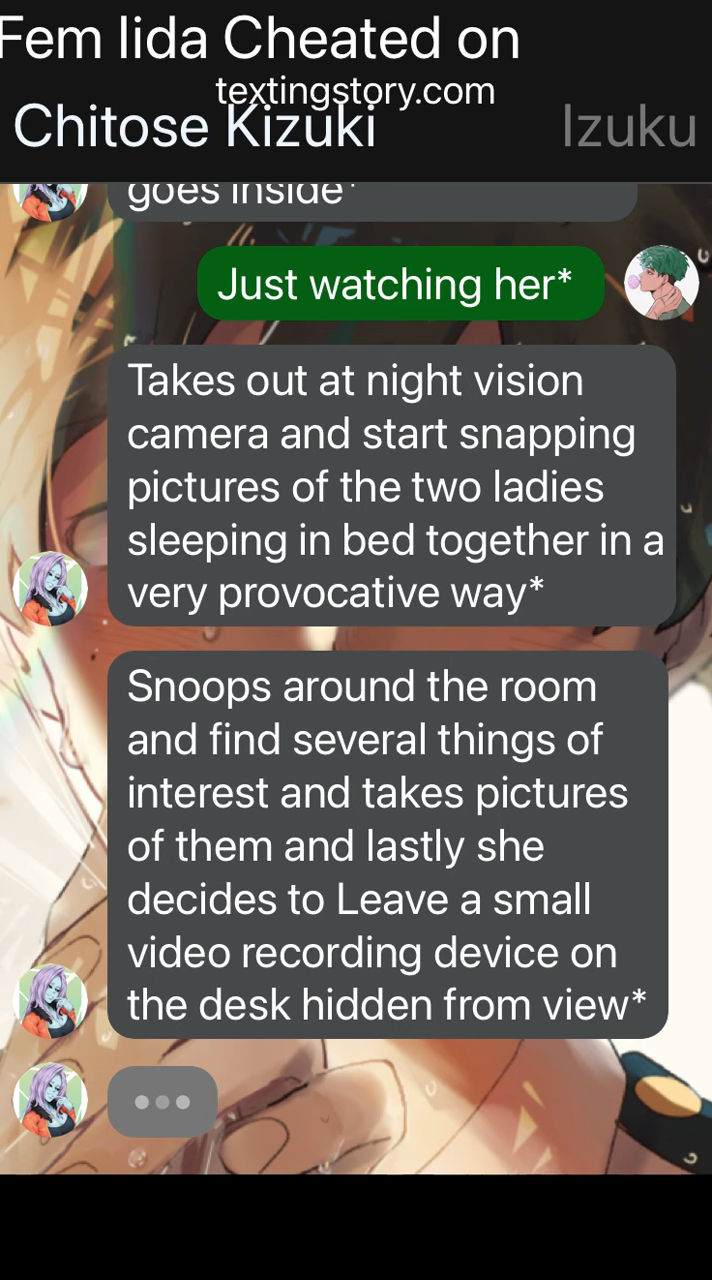 Fem Iida Cheated on
textingstory.com
Chitose Kizuki
Izuku
goes inside*
Just watching her*
Takes out at night vision
camera and start snapping
pictures of the two ladies
sleeping in bed together in a
very provocative way*
Snoops around the room
and find several things of
interest and takes pictures
of them and lastly she
decides to Leave a small
video recording device on
the desk hidden from view*